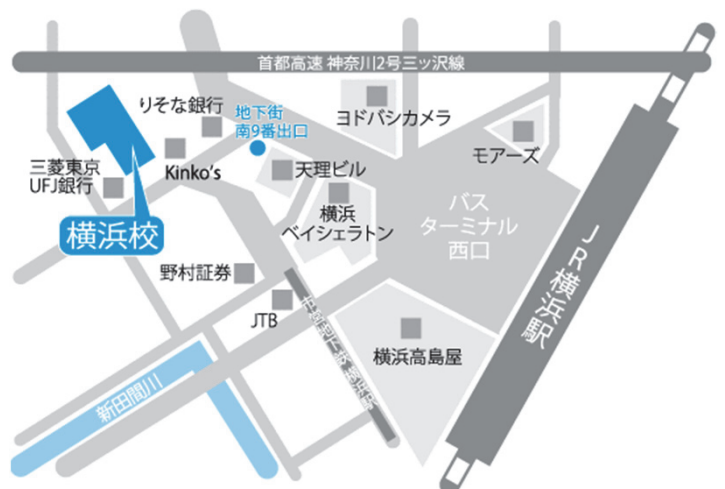 首都高速 神奈川2号三ッ沢線
りそな銀行
地下街
南9番出口
ヨドバシカメラ
モアーズ
三菱東京
UFJ銀行
Kinko's
天理ビル
横浜
ベイシェラトン
バス
ターミナル
西口
横浜校
野村証券
JTB
横浜高島屋
JR横浜駅
新田間川